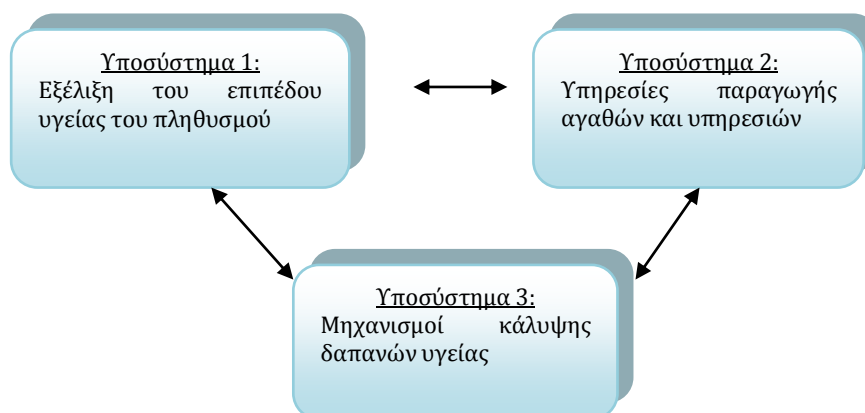 Υποσύστημα 1:
Εξέλιξη του επιπέδου
υγείας του πληθυσμού
Υποσύστημα 2:
Υπηρεσίες παραγωγής
αγαθών και υπηρεσιών
Υποσύστημα 3:
Μηχανισμοί κάλυψης
δαπανών υγείας